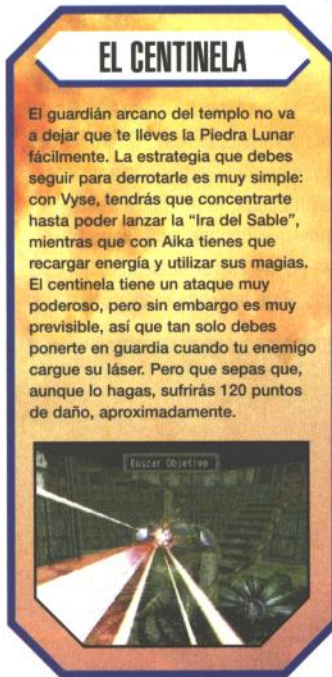 EL CENTINELA
El guardián arcano del templo no va
a dejar que te lleves la Piedra Lunar
fácilmente. La estrategia que debes
seguir para derrotarle es muy simple:
con Vyse, tendrás que concentrarte
hasta poder lanzar la “Ira del Sable”,
mientras que con Aika tienes que
recargar energía y utilizar sus magias.
El centinela tiene un ataque muy
poderoso, pero sin embargo es muy
previsible, así que tan solo debes
ponerte en guardia cuando tu enemigo
cargue su láser. Pero que sepas que,
aunque lo hagas, sufrirás 120 puntos
de daño, aproximadamente.
Buscar Objetivo